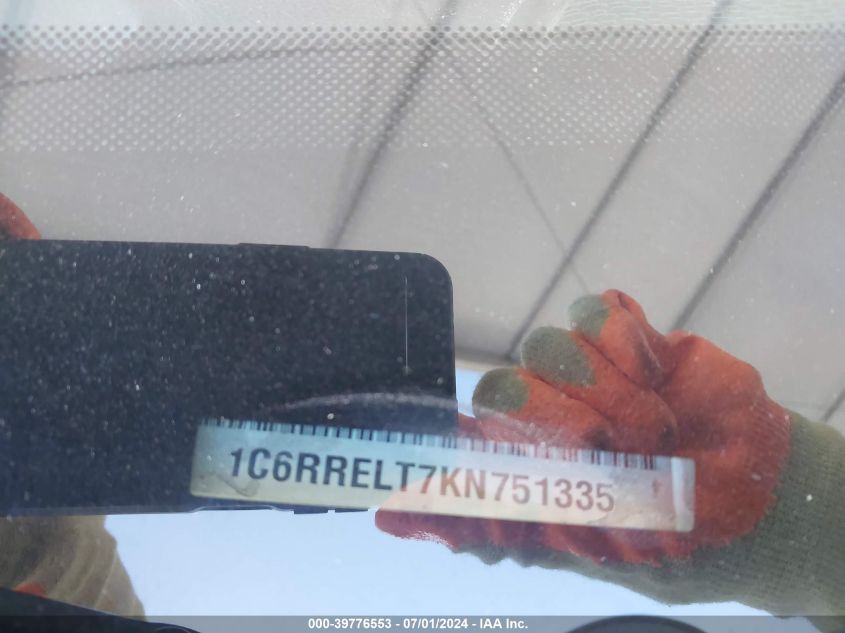 1C6RRELT7KN751335
000-39776553 - 07/01/2024 - IAA Inc.